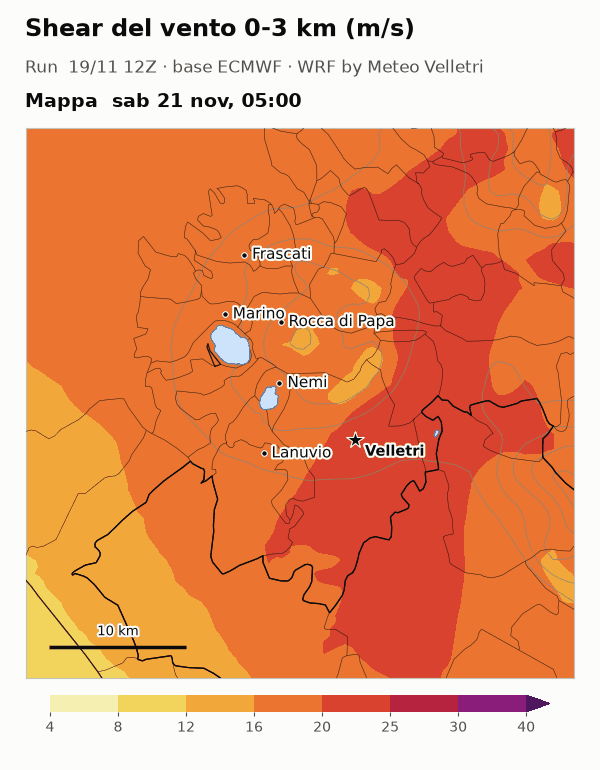 Shear del vento 0-3 km (m/s)
Run  19/11 12Z · base ECMWF · WRF by Meteo Velletri
Mappa  sab 21 nov, 05:00
Frascati
Marino
Rocca di Papa
Nemi
Velletri
Lanuvio
10 km
4 8 12 16 20 25 30 40